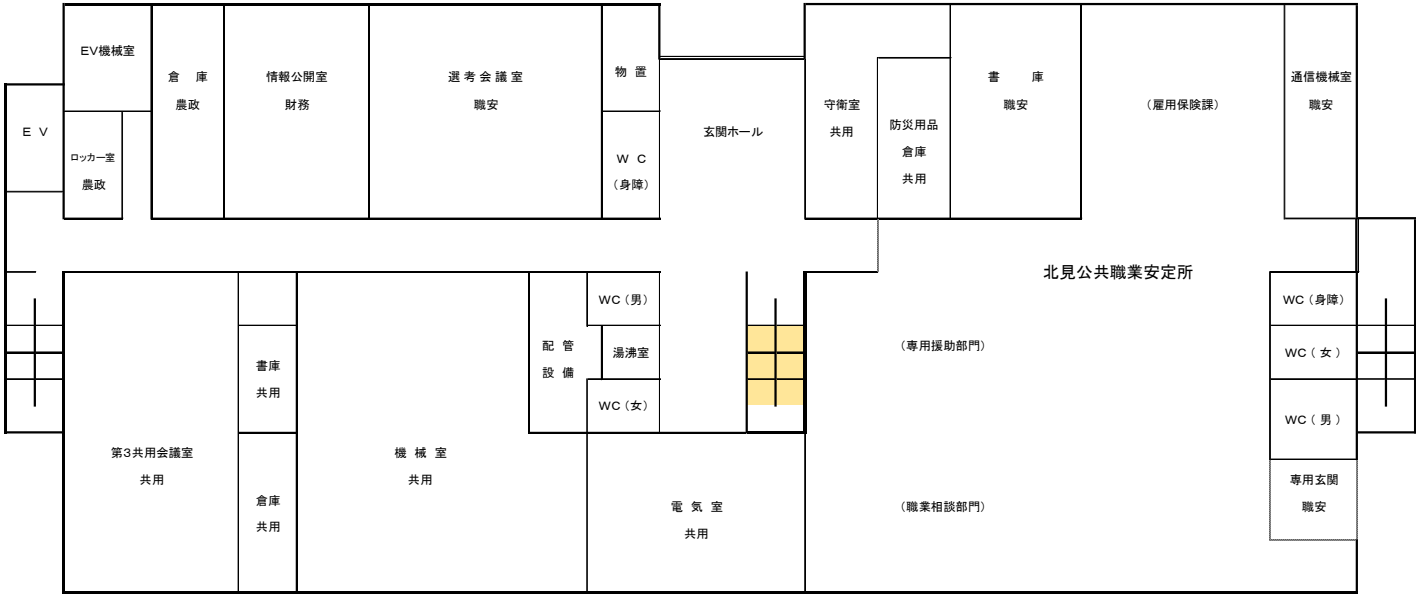 EV機械室
倉　庫
農政
情報公開室
財務
選 考 会 議 室
職安
物 置
守衛室
共用
防災用品
倉庫
共用
書　　庫
職安
（雇用保険課）
通信機械室
職安
Ｅ Ｖ
ロッカー室
農政
Ｗ Ｃ
（身障）
玄関ホール
北見公共職業安定所
WC（男）
配 管
設 備
湯沸室
WC（女）
書庫
共用
（専用援助部門）
WC（身障）
WC（ 女 ）
WC（ 男 ）
第3共用会議室
共用
倉庫
共用
機 械 室
共用
電 気 室
共用
（職業相談部門）
専用玄関
職安